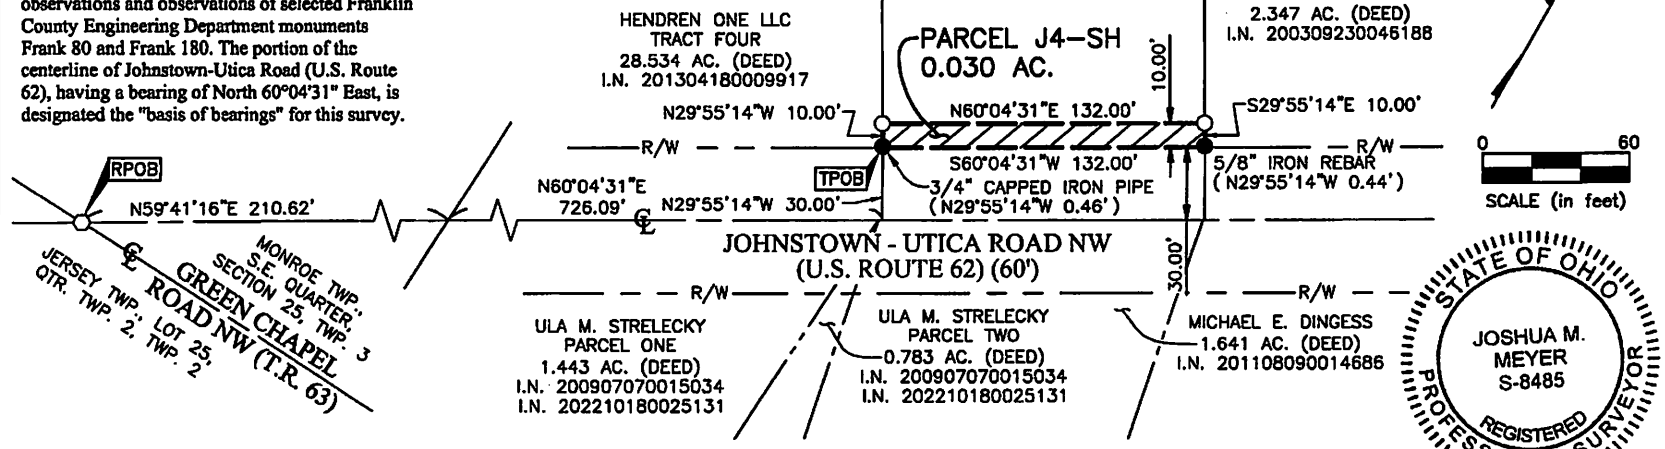 observations and observations of selected Franklin
County Engineering Department monuments
Frank 80 and Frank 180. The portion of the
centerline of Johnstown-Utica Road (U.S. Route
62), having a bearing of North 60°04'31" East, is
designated the "basis of bearings" for this survey.
HENDREN ONE LLC
TRACT FOUR
28.534 AC. (DEED)
I.N. 201304180009917
PARCEL J4-SH
0.030 AC.
10.00'
2.347 AC. (DEED)
I.N. 200309230046188
N29°55'14"W 10.00'
N60°04'31"E 132.00'
S29°55'14"E 10.00'
R/W
S60°04'31"W 132.00'
R/W
5/8" IRON REBAR
(N29°55'14"W 0.44')
0 60
SCALE (in feet)
RPOB
TPOB
3/4" CAPPED IRON PIPE
(N29°55'14"W 0.46')
N59°41'16"E 210.62'
N60°04'31"E
726.09'
CL
N29°55'14"W 30.00'
JOHNSTOWN - UTICA ROAD NW
(U.S. ROUTE 62) (60')
30.00'
R/W
R/W
CL
MONROE TWP.,
S.E. QUARTER,
SECTION 25, TWP. 3
GREEN CHAPEL
ROAD NW (T.R. 63)
JERSEY TWP., LOT 25,
QTR. TWP. 2, TWP. 2
ULA M. STRELECKY
PARCEL ONE
1.443 AC. (DEED)
I.N. 200907070015034
I.N. 202210180025131
ULA M. STRELECKY
PARCEL TWO
0.783 AC. (DEED)
I.N. 200907070015034
I.N. 202210180025131
MICHAEL E. DINGESS
1.641 AC. (DEED)
I.N. 201108090014686
STATE OF OHIO
JOSHUA M.
MEYER
S-8485
REGISTERED
SURVEYOR